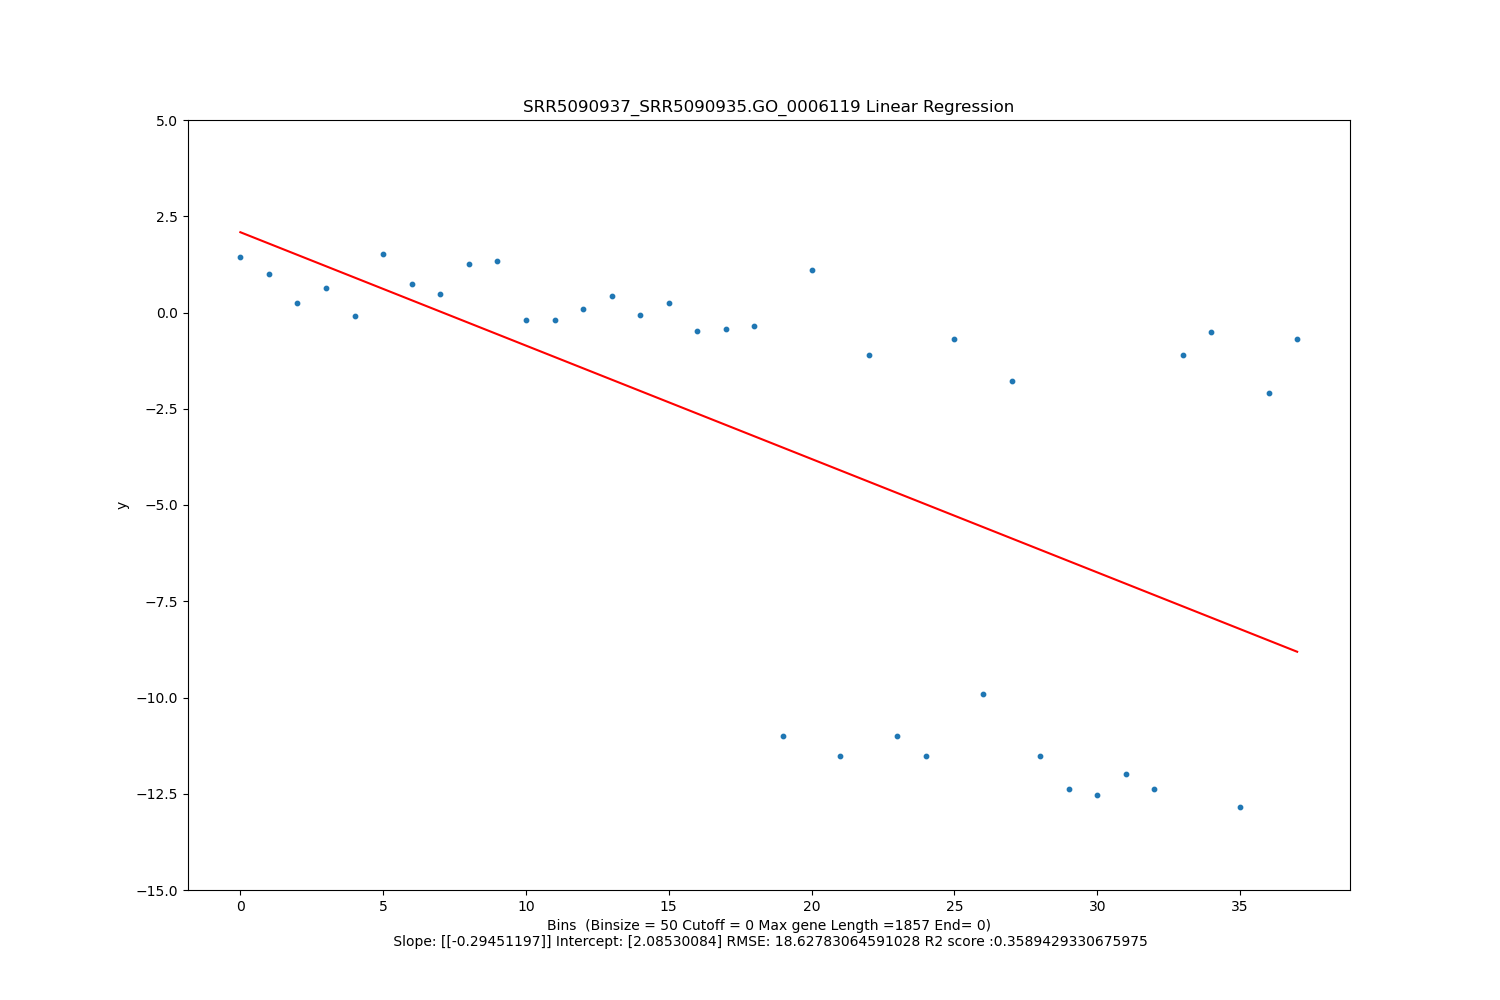 SRR5090937_SRR5090935.GO_0006119 Linear Regression
5.0
2.5
0.0
−2.5
−5.0
−7.5
−10.0
−12.5
−15.0
y
0 5 10 15 20 25 30 35
Bins  (Binsize = 50 Cutoff = 0 Max gene Length =1857 End= 0)
Slope: [[-0.29451197]] Intercept: [2.08530084] RMSE: 18.62783064591028 R2 score :0.3589429330675975